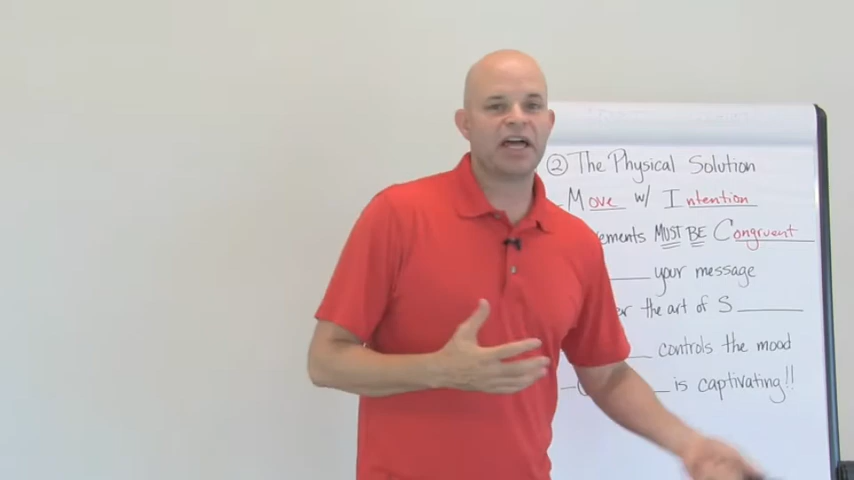 ② The Physical Solution
- Move w/ Intention
MUST BE Congruent
your message
the art of S
controls the mood
is captivating!!